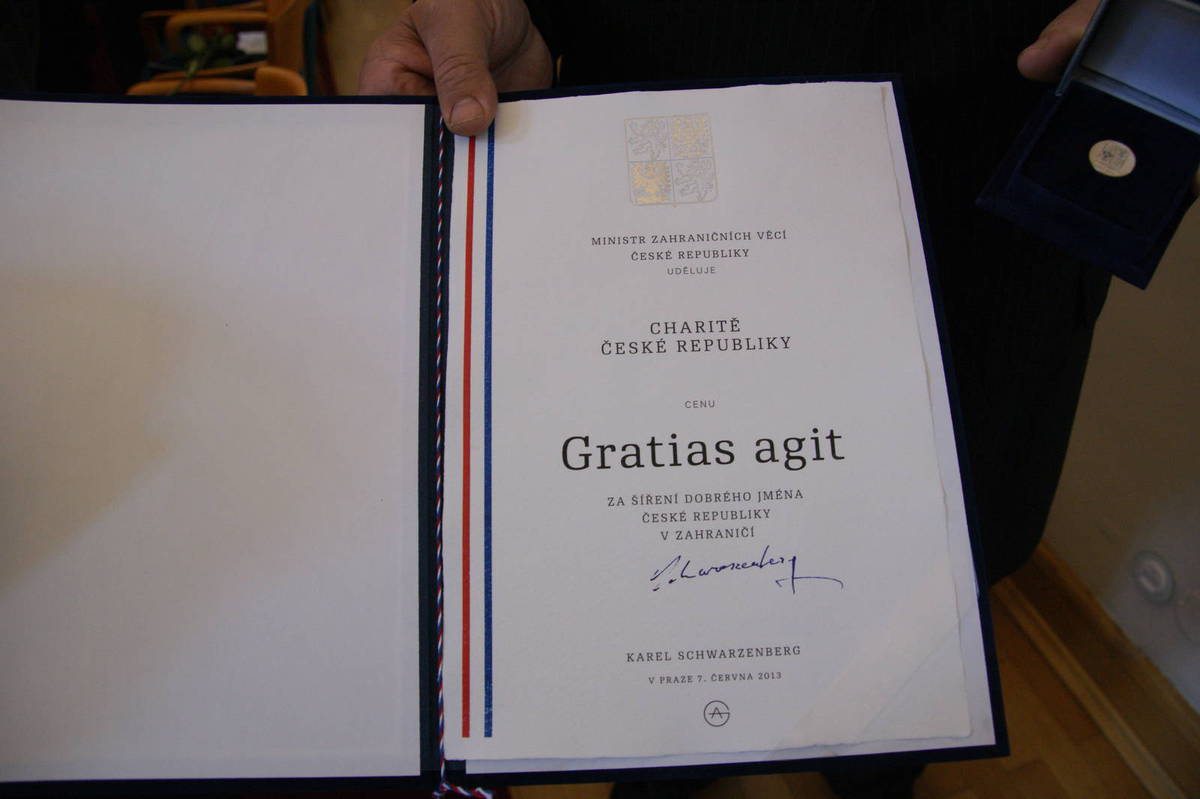 MINISTR ZAHRANIČNÍCH VĚCÍ
ČESKÉ REPUBLIKY
UDĚLUJE
CHARITĚ
ČESKÉ REPUBLIKY
CENU
Gratias agit
ZA ŠÍŘENÍ DOBRÉHO JMÉNA
ČESKÉ REPUBLIKY
V ZAHRANIČÍ
Schwarzenberg
KAREL SCHWARZENBERG
V PRAZE 7. ČERVNA 2013